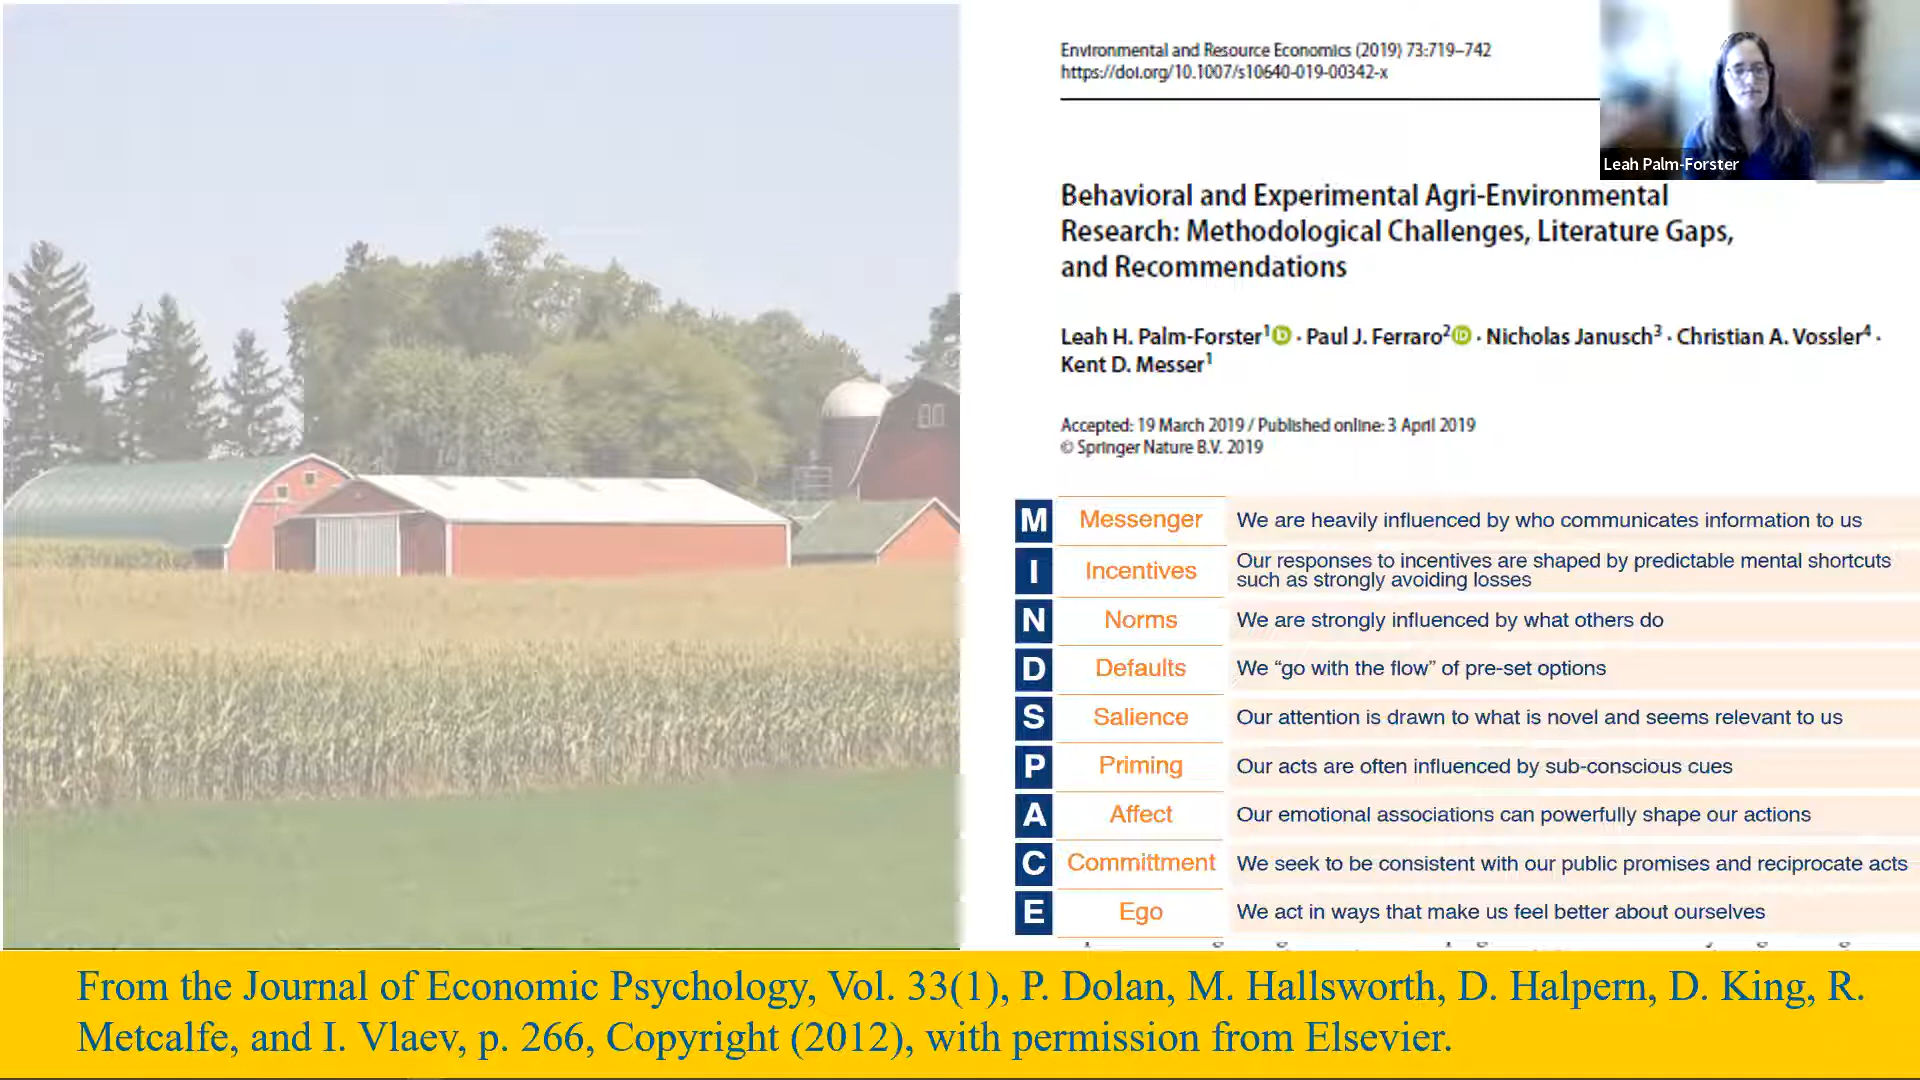 Environmental and Resource Economics (2019) 73:719–742
https://doi.org/10.1007/s10640-019-00342-x
Leah Palm-Forster
Behavioral and Experimental Agri-Environmental
Research: Methodological Challenges, Literature Gaps,
and Recommendations
Leah H. Palm-Forster¹ iD · Paul J. Ferraro² iD · Nicholas Janusch³ · Christian A. Vossler⁴ ·
Kent D. Messer¹
Accepted: 19 March 2019 / Published online: 3 April 2019
© Springer Nature B.V. 2019
M Messenger We are heavily influenced by who communicates information to us
I Incentives Our responses to incentives are shaped by predictable mental shortcuts
such as strongly avoiding losses
N Norms We are strongly influenced by what others do
D Defaults We “go with the flow” of pre-set options
S Salience Our attention is drawn to what is novel and seems relevant to us
P Priming Our acts are often influenced by sub-conscious cues
A Affect Our emotional associations can powerfully shape our actions
C Committment We seek to be consistent with our public promises and reciprocate acts
E Ego We act in ways that make us feel better about ourselves
From the Journal of Economic Psychology, Vol. 33(1), P. Dolan, M. Hallsworth, D. Halpern, D. King, R.
Metcalfe, and I. Vlaev, p. 266, Copyright (2012), with permission from Elsevier.